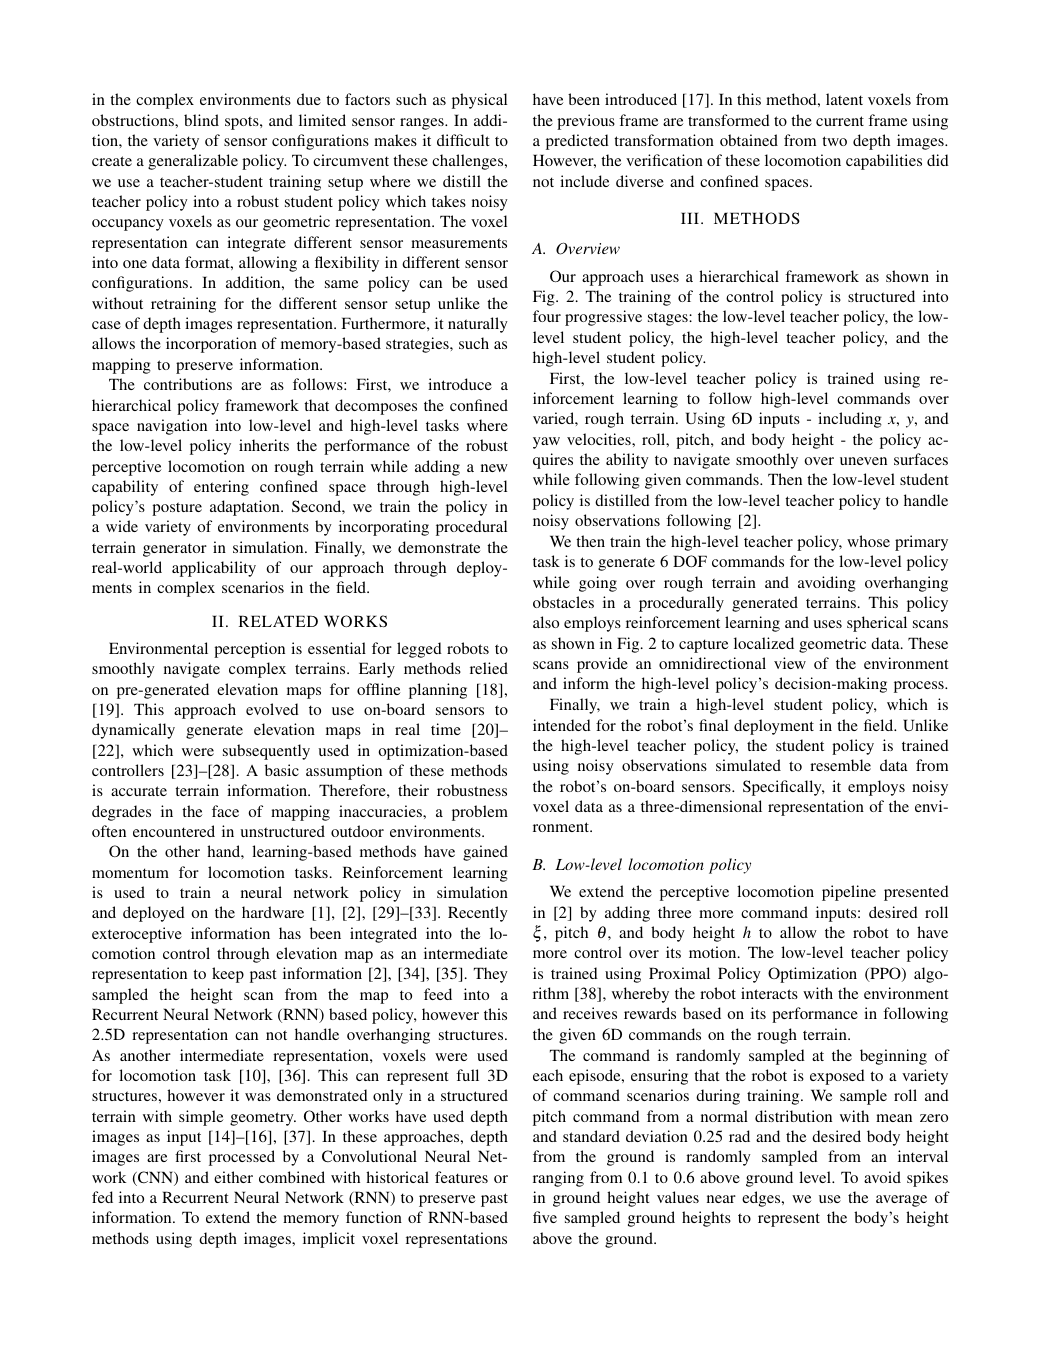 in the complex environments due to factors such as physical
obstructions, blind spots, and limited sensor ranges. In addi-
tion, the variety of sensor configurations makes it difficult to
create a generalizable policy. To circumvent these challenges,
we use a teacher-student training setup where we distill the
teacher policy into a robust student policy which takes noisy
occupancy voxels as our geometric representation. The voxel
representation can integrate different sensor measurements
into one data format, allowing a flexibility in different sensor
configurations. In addition, the same policy can be used
without retraining for the different sensor setup unlike the
case of depth images representation. Furthermore, it naturally
allows the incorporation of memory-based strategies, such as
mapping to preserve information.
The contributions are as follows: First, we introduce a
hierarchical policy framework that decomposes the confined
space navigation into low-level and high-level tasks where
the low-level policy inherits the performance of the robust
perceptive locomotion on rough terrain while adding a new
capability of entering confined space through high-level
policy's posture adaptation. Second, we train the policy in
a wide variety of environments by incorporating procedural
terrain generator in simulation. Finally, we demonstrate the
real-world applicability of our approach through deploy-
ments in complex scenarios in the field.
II. RELATED WORKS
Environmental perception is essential for legged robots to
smoothly navigate complex terrains. Early methods relied
on pre-generated elevation maps for offline planning [18],
[19]. This approach evolved to use on-board sensors to
dynamically generate elevation maps in real time [20]–
[22], which were subsequently used in optimization-based
controllers [23]–[28]. A basic assumption of these methods
is accurate terrain information. Therefore, their robustness
degrades in the face of mapping inaccuracies, a problem
often encountered in unstructured outdoor environments.
On the other hand, learning-based methods have gained
momentum for locomotion tasks. Reinforcement learning
is used to train a neural network policy in simulation
and deployed on the hardware [1], [2], [29]–[33]. Recently
exteroceptive information has been integrated into the lo-
comotion control through elevation map as an intermediate
representation to keep past information [2], [34], [35]. They
sampled the height scan from the map to feed into a
Recurrent Neural Network (RNN) based policy, however this
2.5D representation can not handle overhanging structures.
As another intermediate representation, voxels were used
for locomotion task [10], [36]. This can represent full 3D
structures, however it was demonstrated only in a structured
terrain with simple geometry. Other works have used depth
images as input [14]–[16], [37]. In these approaches, depth
images are first processed by a Convolutional Neural Net-
work (CNN) and either combined with historical features or
fed into a Recurrent Neural Network (RNN) to preserve past
information. To extend the memory function of RNN-based
methods using depth images, implicit voxel representations
have been introduced [17]. In this method, latent voxels from
the previous frame are transformed to the current frame using
a predicted transformation obtained from two depth images.
However, the verification of these locomotion capabilities did
not include diverse and confined spaces.
III. METHODS
A. Overview
Our approach uses a hierarchical framework as shown in
Fig. 2. The training of the control policy is structured into
four progressive stages: the low-level teacher policy, the low-
level student policy, the high-level teacher policy, and the
high-level student policy.
First, the low-level teacher policy is trained using re-
inforcement learning to follow high-level commands over
varied, rough terrain. Using 6D inputs - including x, y, and
yaw velocities, roll, pitch, and body height - the policy ac-
quires the ability to navigate smoothly over uneven surfaces
while following given commands. Then the low-level student
policy is distilled from the low-level teacher policy to handle
noisy observations following [2].
We then train the high-level teacher policy, whose primary
task is to generate 6 DOF commands for the low-level policy
while going over rough terrain and avoiding overhanging
obstacles in a procedurally generated terrains. This policy
also employs reinforcement learning and uses spherical scans
as shown in Fig. 2 to capture localized geometric data. These
scans provide an omnidirectional view of the environment
and inform the high-level policy's decision-making process.
Finally, we train a high-level student policy, which is
intended for the robot's final deployment in the field. Unlike
the high-level teacher policy, the student policy is trained
using noisy observations simulated to resemble data from
the robot's on-board sensors. Specifically, it employs noisy
voxel data as a three-dimensional representation of the envi-
ronment.
B. Low-level locomotion policy
We extend the perceptive locomotion pipeline presented
in [2] by adding three more command inputs: desired roll
ξ, pitch θ, and body height h to allow the robot to have
more control over its motion. The low-level teacher policy
is trained using Proximal Policy Optimization (PPO) algo-
rithm [38], whereby the robot interacts with the environment
and receives rewards based on its performance in following
the given 6D commands on the rough terrain.
The command is randomly sampled at the beginning of
each episode, ensuring that the robot is exposed to a variety
of command scenarios during training. We sample roll and
pitch command from a normal distribution with mean zero
and standard deviation 0.25 rad and the desired body height
from the ground is randomly sampled from an interval
ranging from 0.1 to 0.6 above ground level. To avoid spikes
in ground height values near edges, we use the average of
five sampled ground heights to represent the body's height
above the ground.